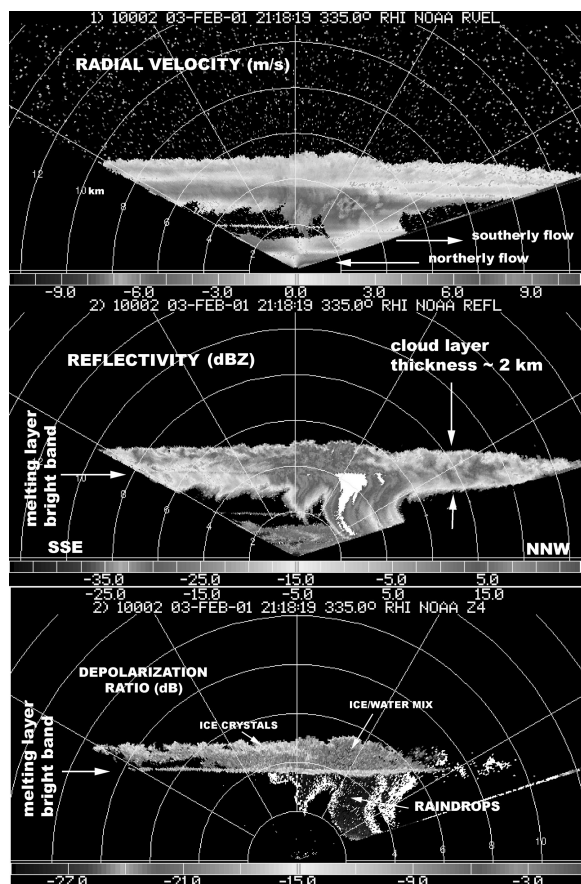 1) 10002 03-FEB-01 21:18:19 335.0º RHI NOAA RVEL
RADIAL VELOCITY (m/s)
12
10 km
8
6
4
2
southerly flow
northerly flow
-9.0 -6.0 -3.0 0.0 3.0 6.0 9.0
2) 10002 03-FEB-01 21:18:19 335.0º RHI NOAA REFL
REFLECTIVITY (dBZ)
cloud layer
thickness ~ 2 km
melting layer
bright band
10
8
6
4
2
SSE
NNW
-35.0 -25.0 -15.0 -5.0 5.0
-25.0 -15.0 -5.0 5.0 15.0
2) 10002 03-FEB-01 21:18:19 335.0º RHI NOAA Z4
DEPOLARIZATION
RATIO (dB)
ICE CRYSTALS
ICE/WATER MIX
melting layer
bright band
RAINDROPS
4 6 8 10
-27.0 -21.0 -15.0 -9.0 -3.0